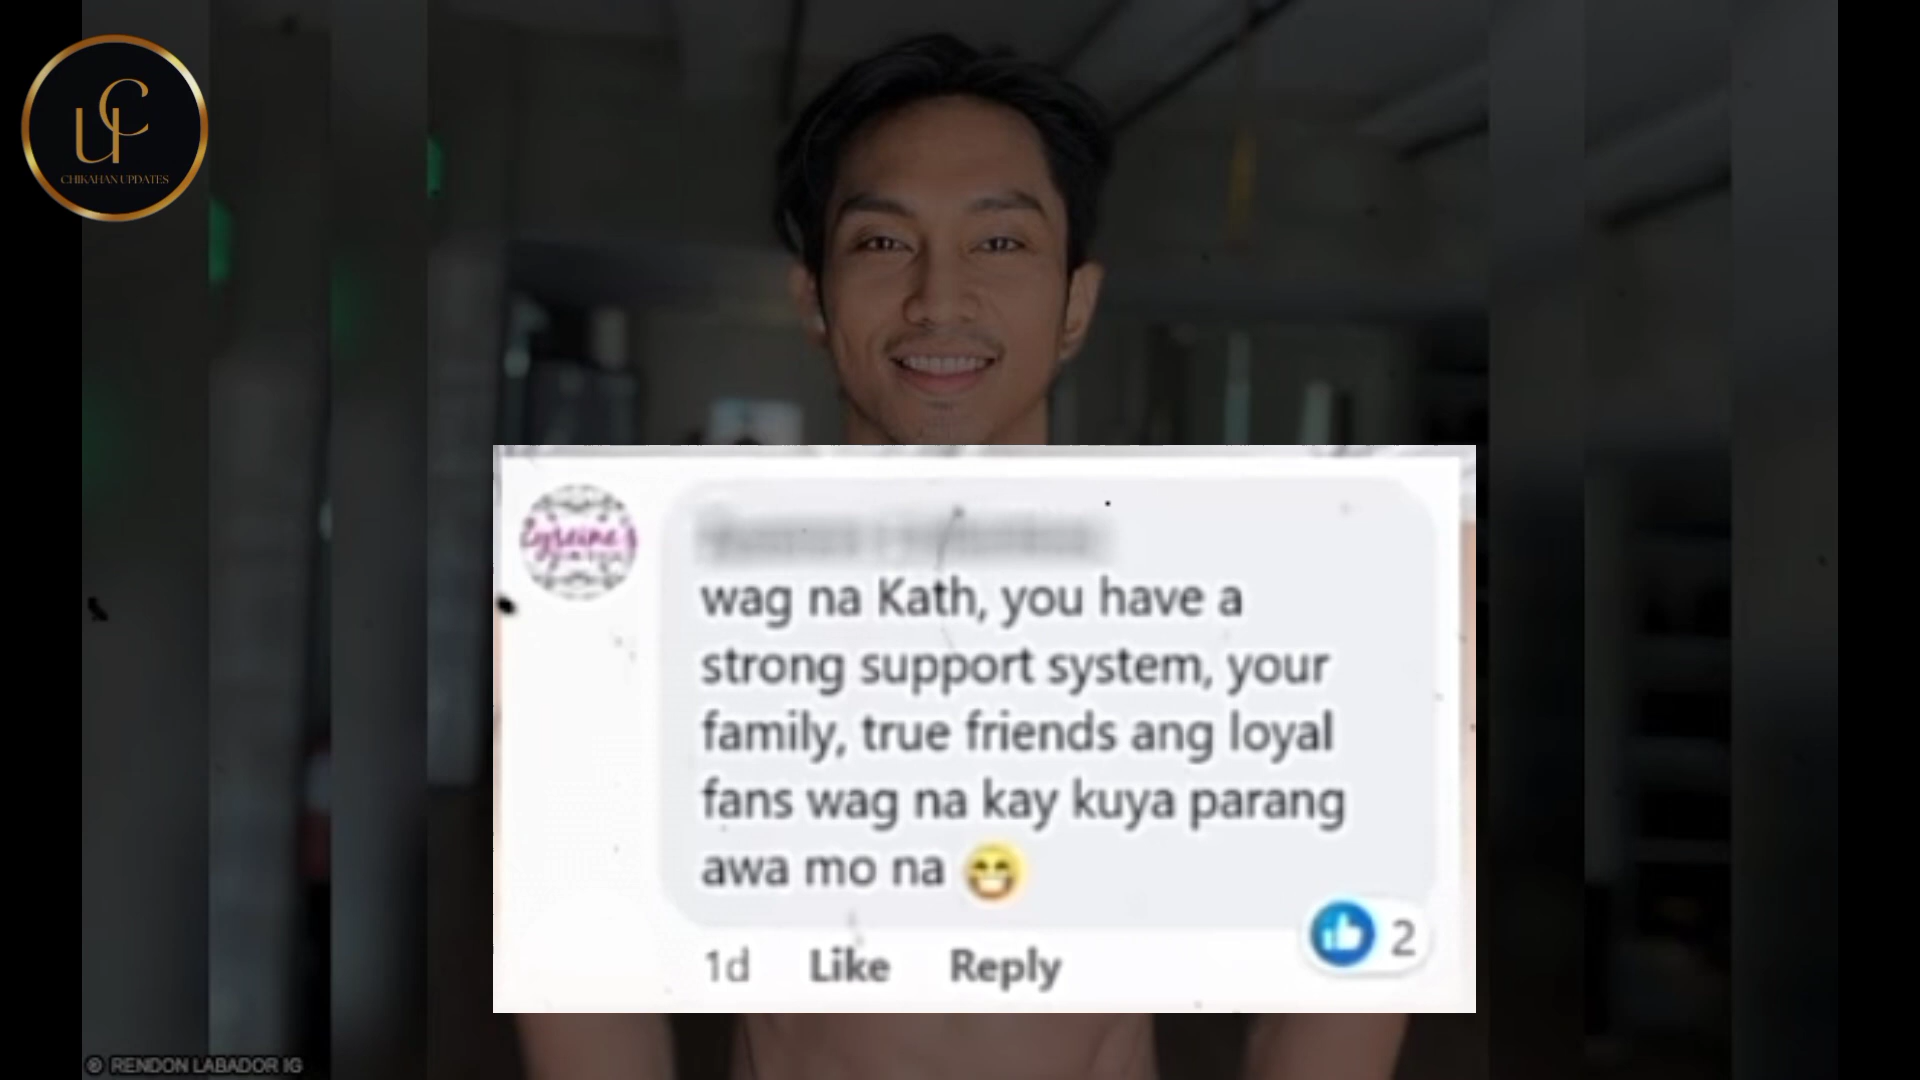 UC
CHIKAHAN UPDATES
wag na Kath, you have a
strong support system, your
family, true friends ang loyal
fans wag na kay kuya parang
awa mo na 😁
1d Like Reply
2
© RENDON LABADOR IG